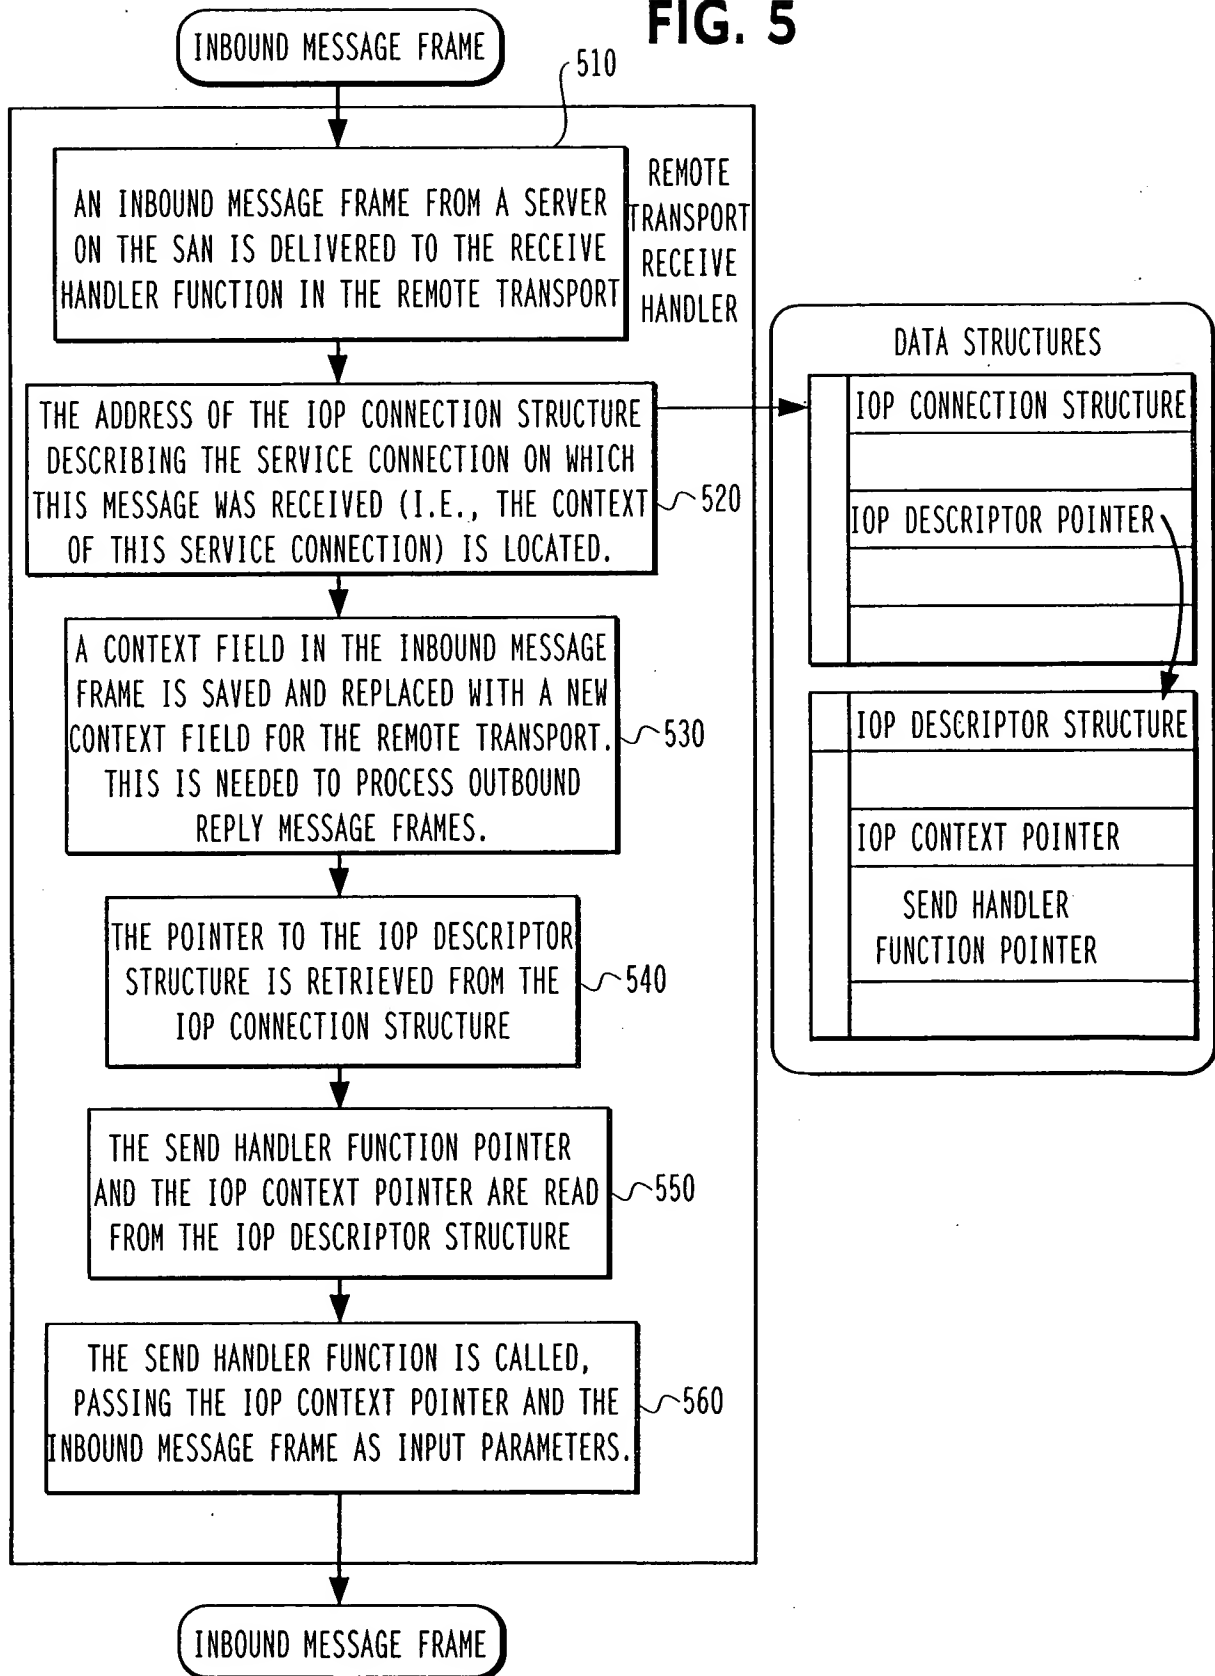 FIG. 5
INBOUND MESSAGE FRAME
510
AN INBOUND MESSAGE FRAME FROM A SERVER
ON THE SAN IS DELIVERED TO THE RECEIVE
HANDLER FUNCTION IN THE REMOTE TRANSPORT
REMOTE
TRANSPORT
RECEIVE
HANDLER
THE ADDRESS OF THE IOP CONNECTION STRUCTURE
DESCRIBING THE SERVICE CONNECTION ON WHICH
THIS MESSAGE WAS RECEIVED (I.E., THE CONTEXT
OF THIS SERVICE CONNECTION) IS LOCATED.
520
A CONTEXT FIELD IN THE INBOUND MESSAGE
FRAME IS SAVED AND REPLACED WITH A NEW
CONTEXT FIELD FOR THE REMOTE TRANSPORT.
THIS IS NEEDED TO PROCESS OUTBOUND
REPLY MESSAGE FRAMES.
530
THE POINTER TO THE IOP DESCRIPTOR
STRUCTURE IS RETRIEVED FROM THE
IOP CONNECTION STRUCTURE
540
THE SEND HANDLER FUNCTION POINTER
AND THE IOP CONTEXT POINTER ARE READ
FROM THE IOP DESCRIPTOR STRUCTURE
550
THE SEND HANDLER FUNCTION IS CALLED,
PASSING THE IOP CONTEXT POINTER AND THE
INBOUND MESSAGE FRAME AS INPUT PARAMETERS.
560
INBOUND MESSAGE FRAME
DATA STRUCTURES
IOP CONNECTION STRUCTURE
IOP DESCRIPTOR POINTER
IOP DESCRIPTOR STRUCTURE
IOP CONTEXT POINTER
SEND HANDLER
FUNCTION POINTER